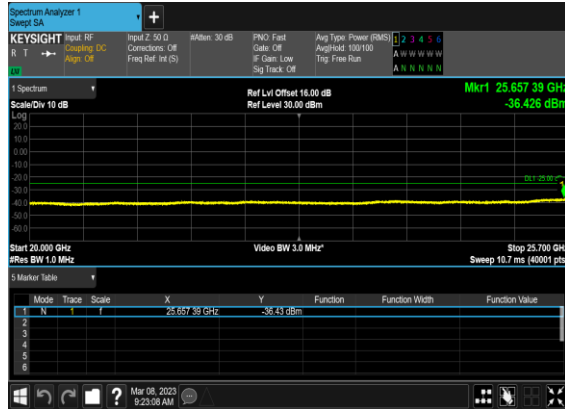 Spectrum Analyzer 1
Swept SA
+
KEYSIGHT Input: RF Input Z: 50 Ω #Atten: 30 dB PNO: Fast Avg Type: Power (RMS) 1 2 3 4 5 6
R T Coupling: DC Corrections: Off Gate: Off Avg|Hold: 100/100 A W W W W W
Align: Off Freq Ref: Int (S) IF Gain: Low Trig: Free Run
Sig Track: Off A N N N N N
1 Spectrum Ref Lvl Offset 16.00 dB Mkr1 25.657 39 GHz
Scale/Div 10 dB Ref Level 30.00 dBm -36.426 dBm
Log
20.0
10.0
0.00
-10.0
-20.0
DL1 -25.00
-30.0
-40.0
-50.0
-60.0
Start 20.000 GHz Video BW 3.0 MHz* Stop 25.700 GHz
#Res BW 1.0 MHz Sweep 10.7 ms (40001 pts
5 Marker Table
Mode Trace Scale X Y Function Function Width Function Value
1 N 1 f 25.657 39 GHz -36.43 dBm
2
3
4
5
6
? Mar 08, 2023
9:23:08 AM